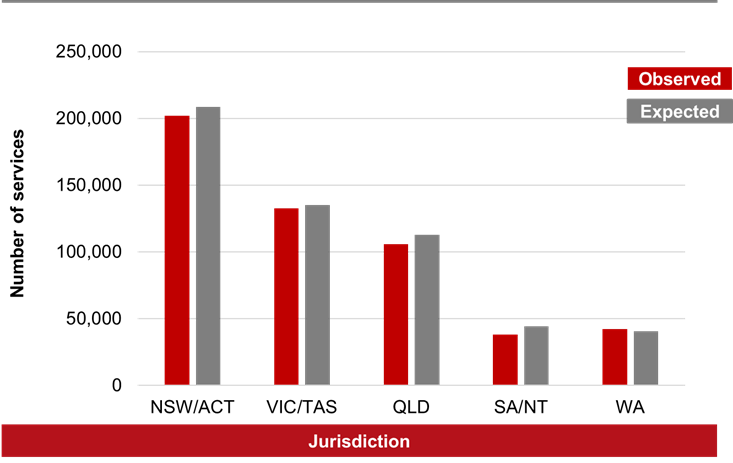 250,000
Observed
200,000
Expected
150,000
Number of services
100,000
50,000
0
NSW/ACT VIC/TAS QLD SA/NT WA
Jurisdiction